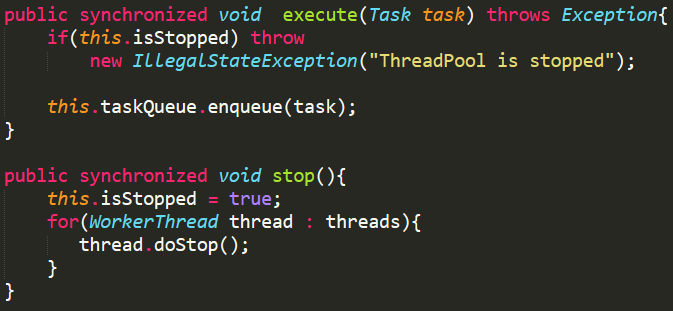 public synchronized void  execute(Task task) throws Exception{
    if(this.isStopped) throw
        new IllegalStateException("ThreadPool is stopped");

    this.taskQueue.enqueue(task);
}

public synchronized void stop(){
    this.isStopped = true;
    for(WorkerThread thread : threads){
       thread.doStop();
    }
}